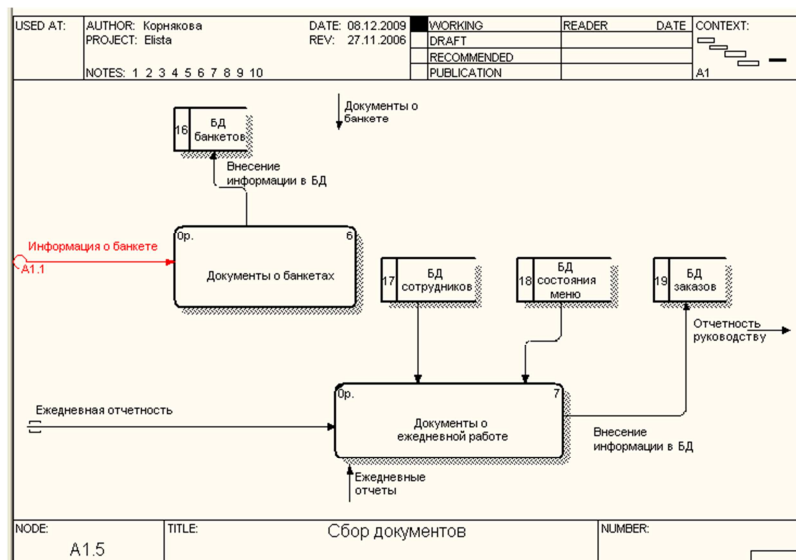 USED AT:
AUTHOR: Корнякова
DATE: 08.12.2009
WORKING
READER
DATE
CONTEXT:
PROJECT: Elista
REV: 27.11.2006
DRAFT
RECOMMENDED
NOTES: 1 2 3 4 5 6 7 8 9 10
PUBLICATION
A1
Документы о
банкете
16
БД
банкетов
Внесение
информации в БД
Информация о банкете
A1.1
0р.
6
Документы о банкетах
17
БД
сотрудников
18
БД
состояния
меню
19
БД
заказов
Отчетность
руководству
0р.
7
Документы о
ежедневной работе
Ежедневная отчетность
Внесение
информации в БД
Ежедневные
отчеты
NODE:
TITLE:
NUMBER:
A1.5
Сбор документов